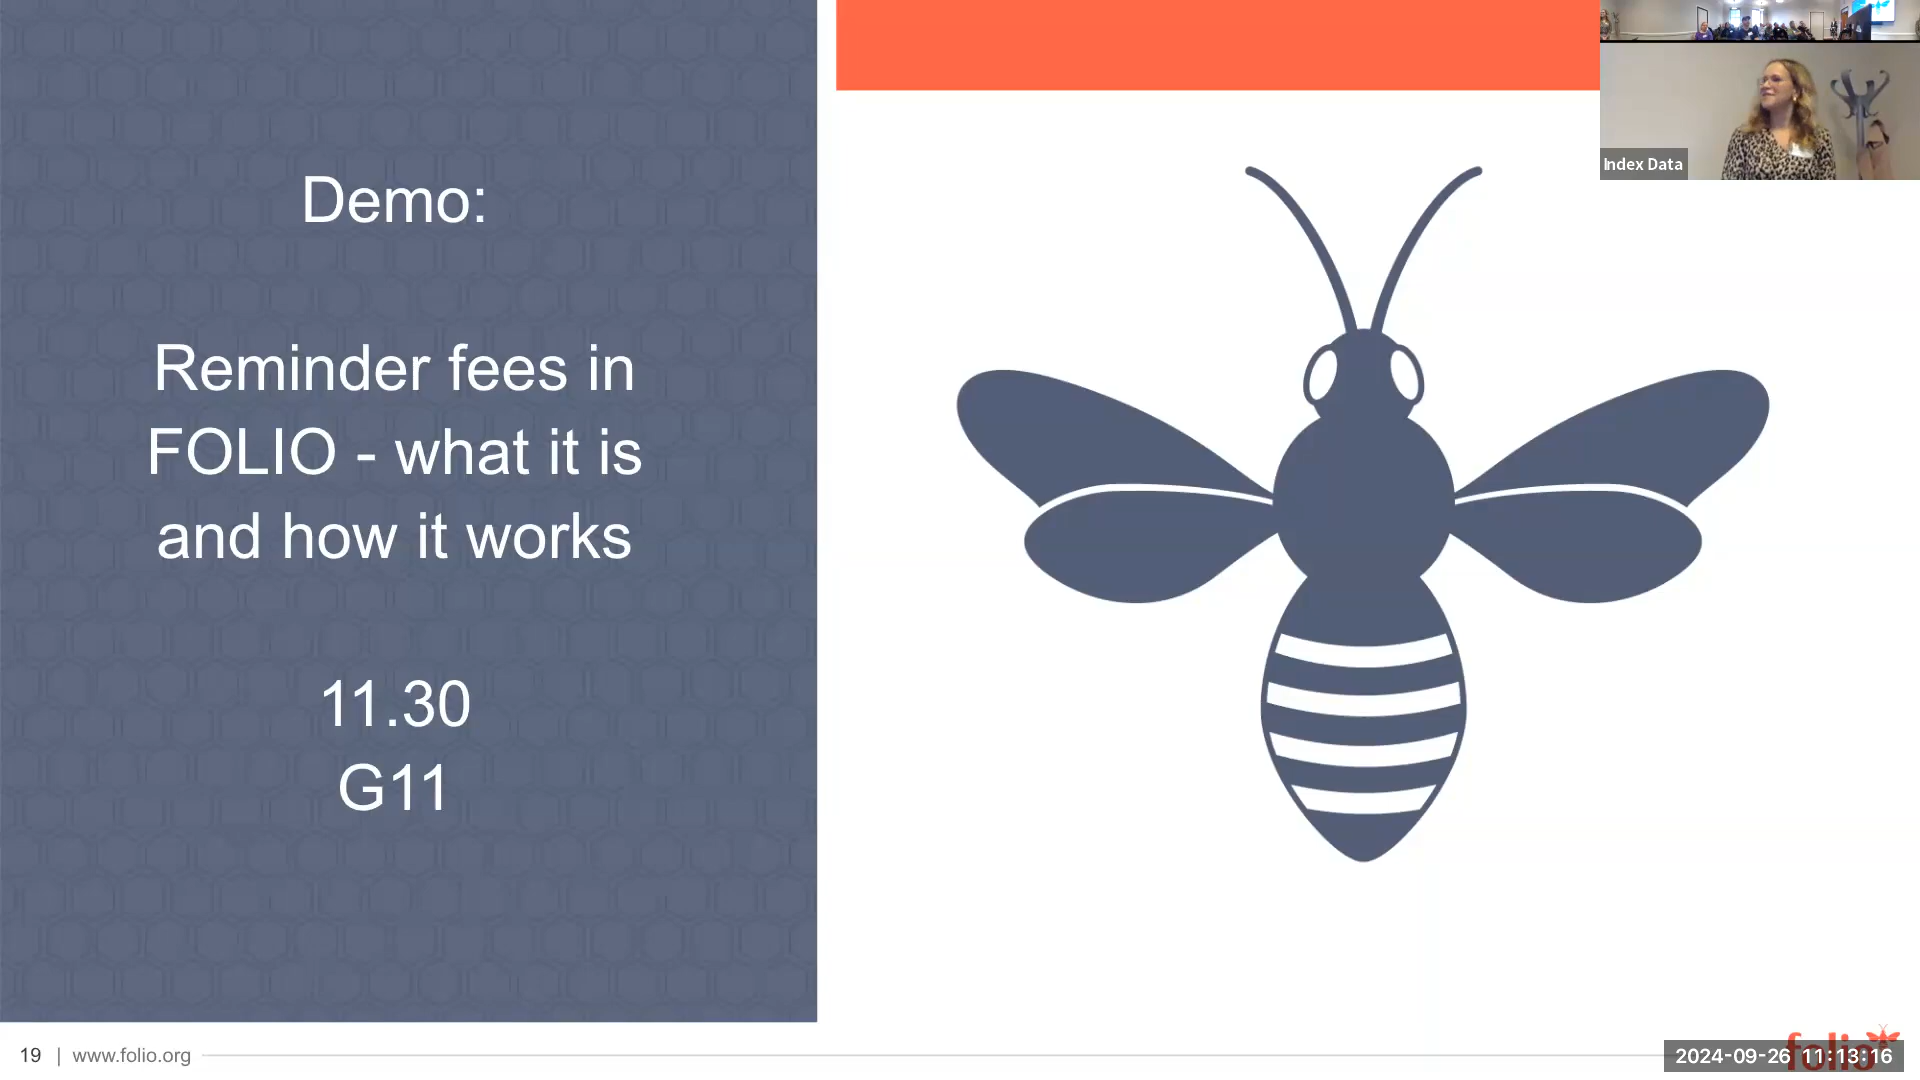 Demo:
Reminder fees in
FOLIO - what it is
and how it works
11.30
G11
Index Data
19 | www.folio.org
folio
2024-09-26 11:13:16